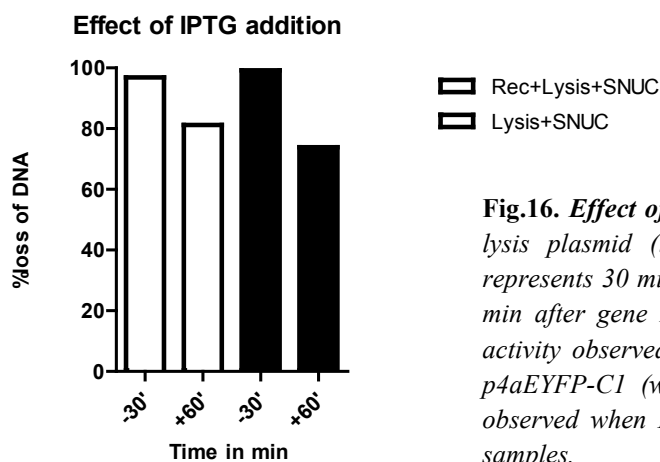 Effect of IPTG addition
%loss of DNA
100
80
60
40
20
0
-30'
+60'
-30'
+60'
Time in min
Rec+Lysis+SNUC
Lysis+SNUC
Fig.16. Effect of
lysis plasmid (
represents 30 mi
min after gene
activity observed
p4aEYFP-C1 (w
observed when
samples.